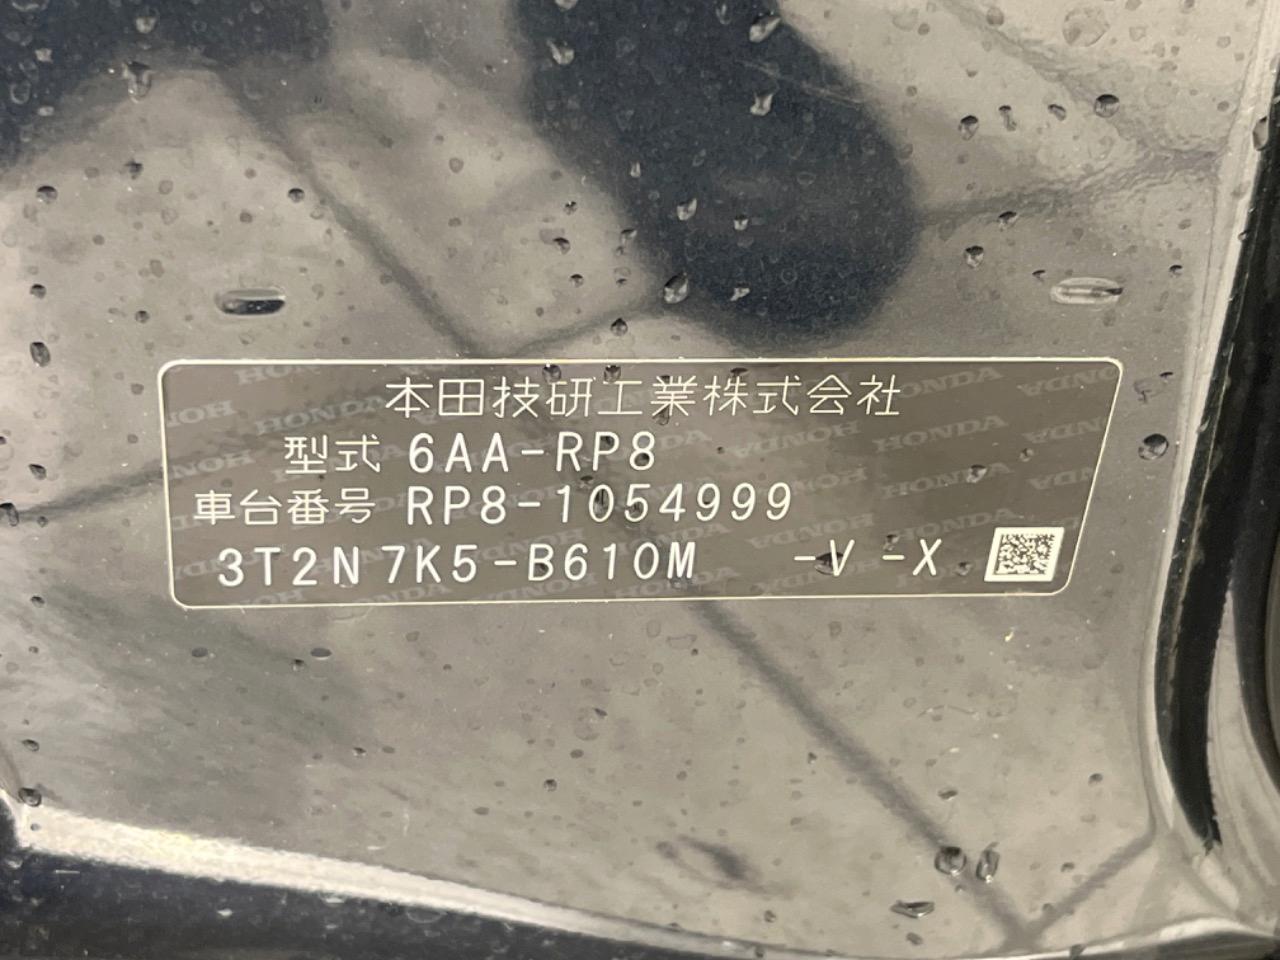 本田技研工業株式会社
型式 6AA-RP8
車台番号 RP8-1054999
3T2N7K5-B610M -V -X